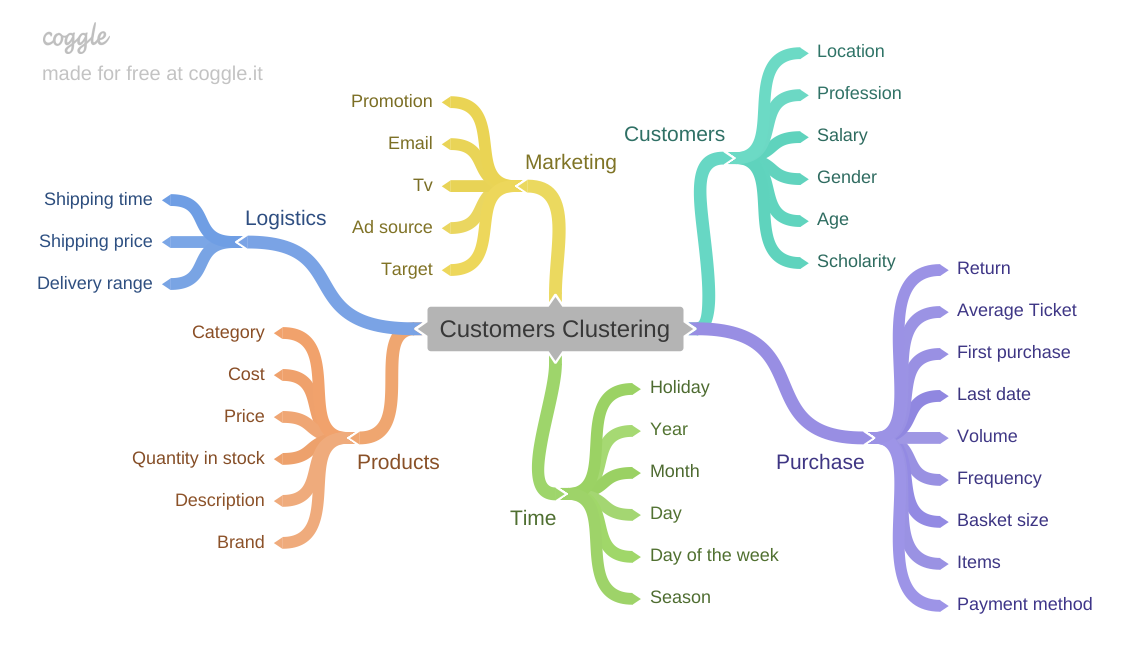 coggle
made for free at coggle.it
Customers Clustering
Customers
Location
Profession
Salary
Gender
Age
Scholarity
Purchase
Return
Average Ticket
First purchase
Last date
Volume
Frequency
Basket size
Items
Payment method
Time
Holiday
Year
Month
Day
Day of the week
Season
Marketing
Promotion
Email
Tv
Ad source
Target
Logistics
Shipping time
Shipping price
Delivery range
Products
Category
Cost
Price
Quantity in stock
Description
Brand